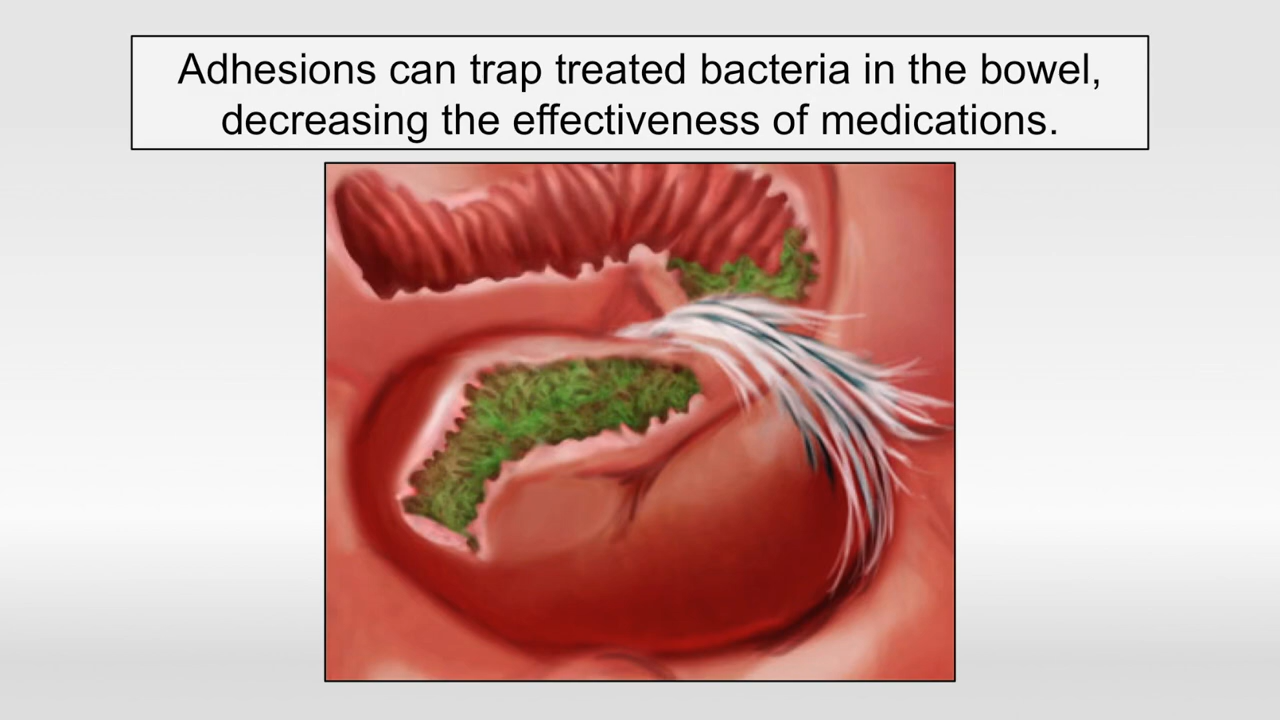 Adhesions can trap treated bacteria in the bowel,
decreasing the effectiveness of medications.